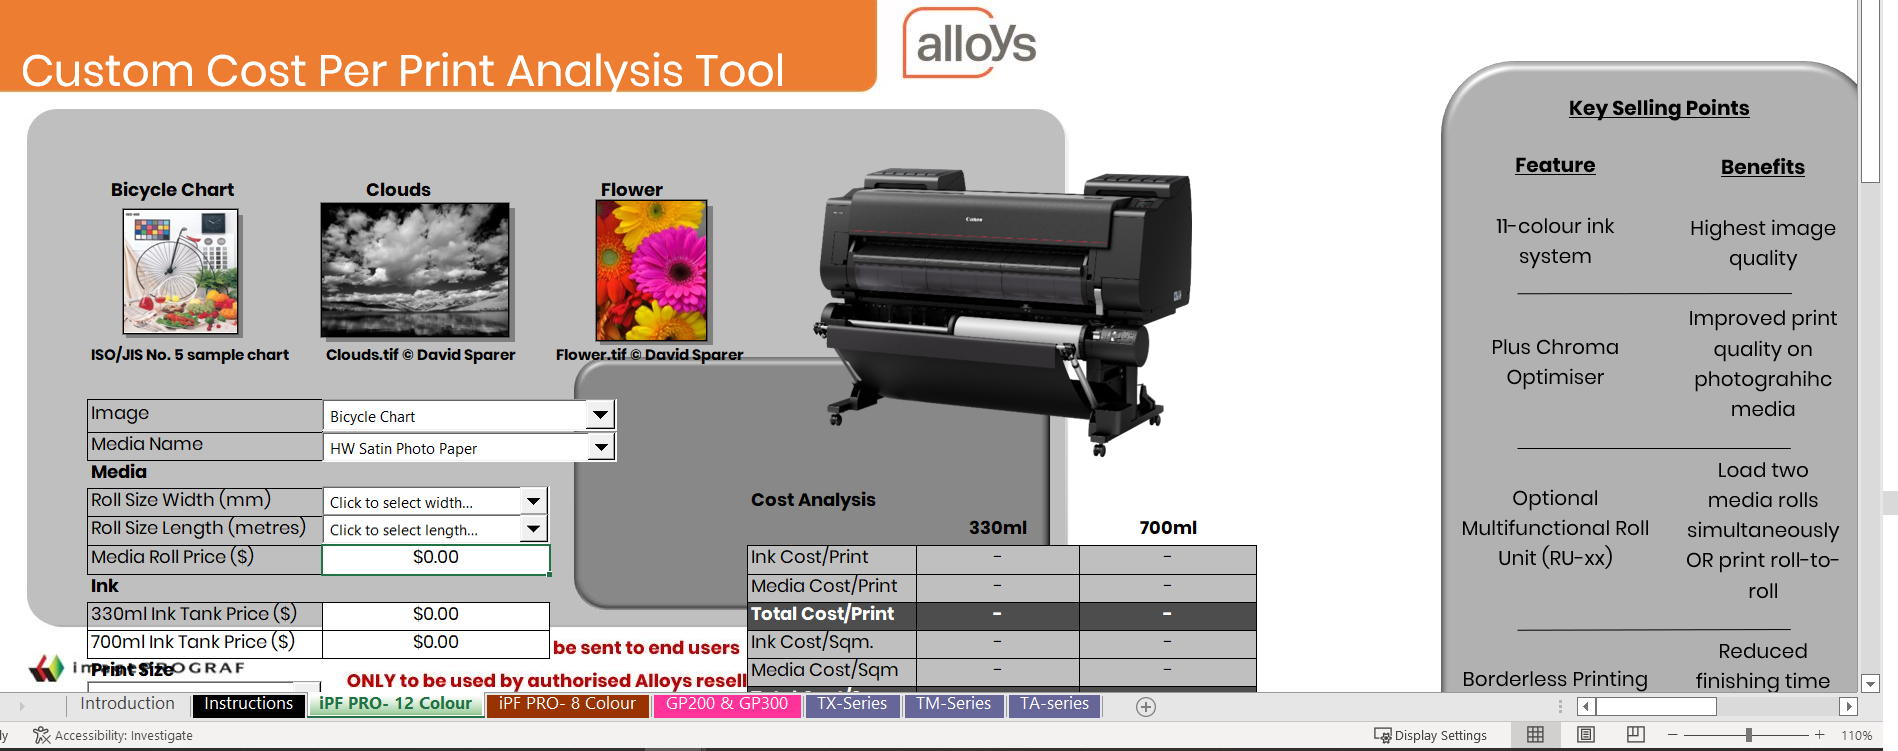 Custom Cost Per Print Analysis Tool
alloys
Key Selling Points
Feature
Benefits
11-colour ink
system
Highest image
quality
Plus Chroma
Optimiser
Improved print
quality on
photograhihc
media
Optional
Multifunctional Roll
Unit (RU-xx)
Load two
media rolls
simultaneously
OR print roll-to-
roll
Borderless Printing
Reduced
finishing time
Bicycle Chart
Clouds
Flower
Canon
ISO/JIS No. 5 sample chart
Clouds.tif © David Sparer
Flower.tif © David Sparer
Image
Bicycle Chart
Media Name
HW Satin Photo Paper
Media
Roll Size Width (mm)
Click to select width...
Roll Size Length (metres)
Click to select length...
Media Roll Price ($)
$0.00
Ink
330ml Ink Tank Price ($)
$0.00
700ml Ink Tank Price ($)
$0.00
Print Size
be sent to end users
ONLY to be used by authorised Alloys resell
Cost Analysis
330ml 700ml
Ink Cost/Print - -
Media Cost/Print - -
Total Cost/Print - -
Ink Cost/Sqm. - -
Media Cost/Sqm - -
Introduction Instructions iPF PRO- 12 Colour iPF PRO- 8 Colour GP200 & GP300 TX-Series TM-Series TA-series
Accessibility: Investigate
Display Settings
110%